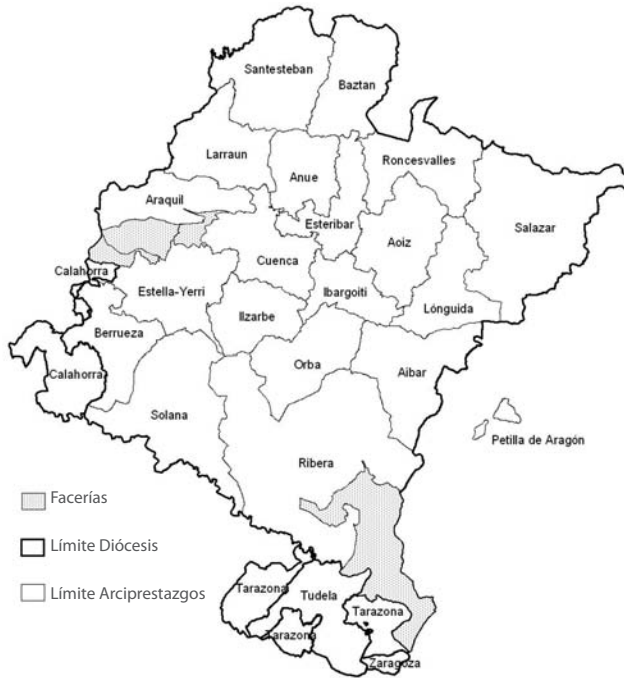 Santesteban
Baztan
Larraun
Anue
Roncesvalles
Araquil
Esteribar
Salazar
Aoiz
Cuenca
Calahorra
Estella-Yerri
Ibargoiti
Ilzarbe
Lónguida
Berrueza
Orba
Aibar
Calahorra
Solana
Petilla de Aragón
Ribera
Facerías
Límite Diócesis
Límite Arciprestazgos
Tarazona
Tudela
Tarazona
Tarazona
Zaragoza